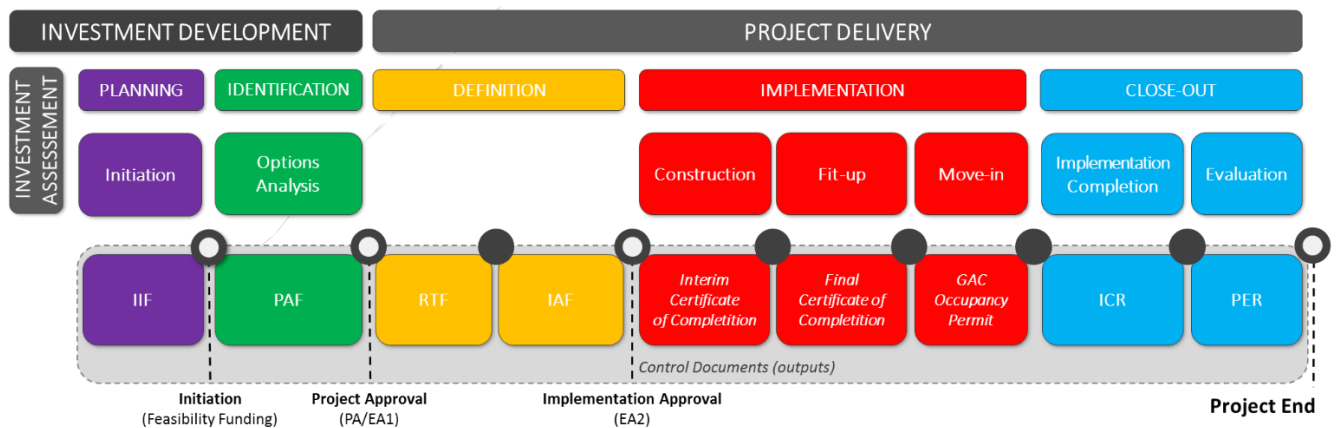 INVESTMENT DEVELOPMENT
PROJECT DELIVERY
INVESTMENT
ASSESSEMENT
PLANNING
IDENTIFICATION
DEFINITION
IMPLEMENTATION
CLOSE-OUT
Initiation
Options
Analysis
Construction
Fit-up
Move-in
Implementation
Completion
Evaluation
IIF
PAF
RTF
IAF
Interim
Certificate
of Completition
Final
Certificate of
Completition
GAC
Occupancy
Permit
ICR
PER
Control Documents (outputs)
Initiation
(Feasibility Funding)
Project Approval
(PA/EA1)
Implementation Approval
(EA2)
Project End